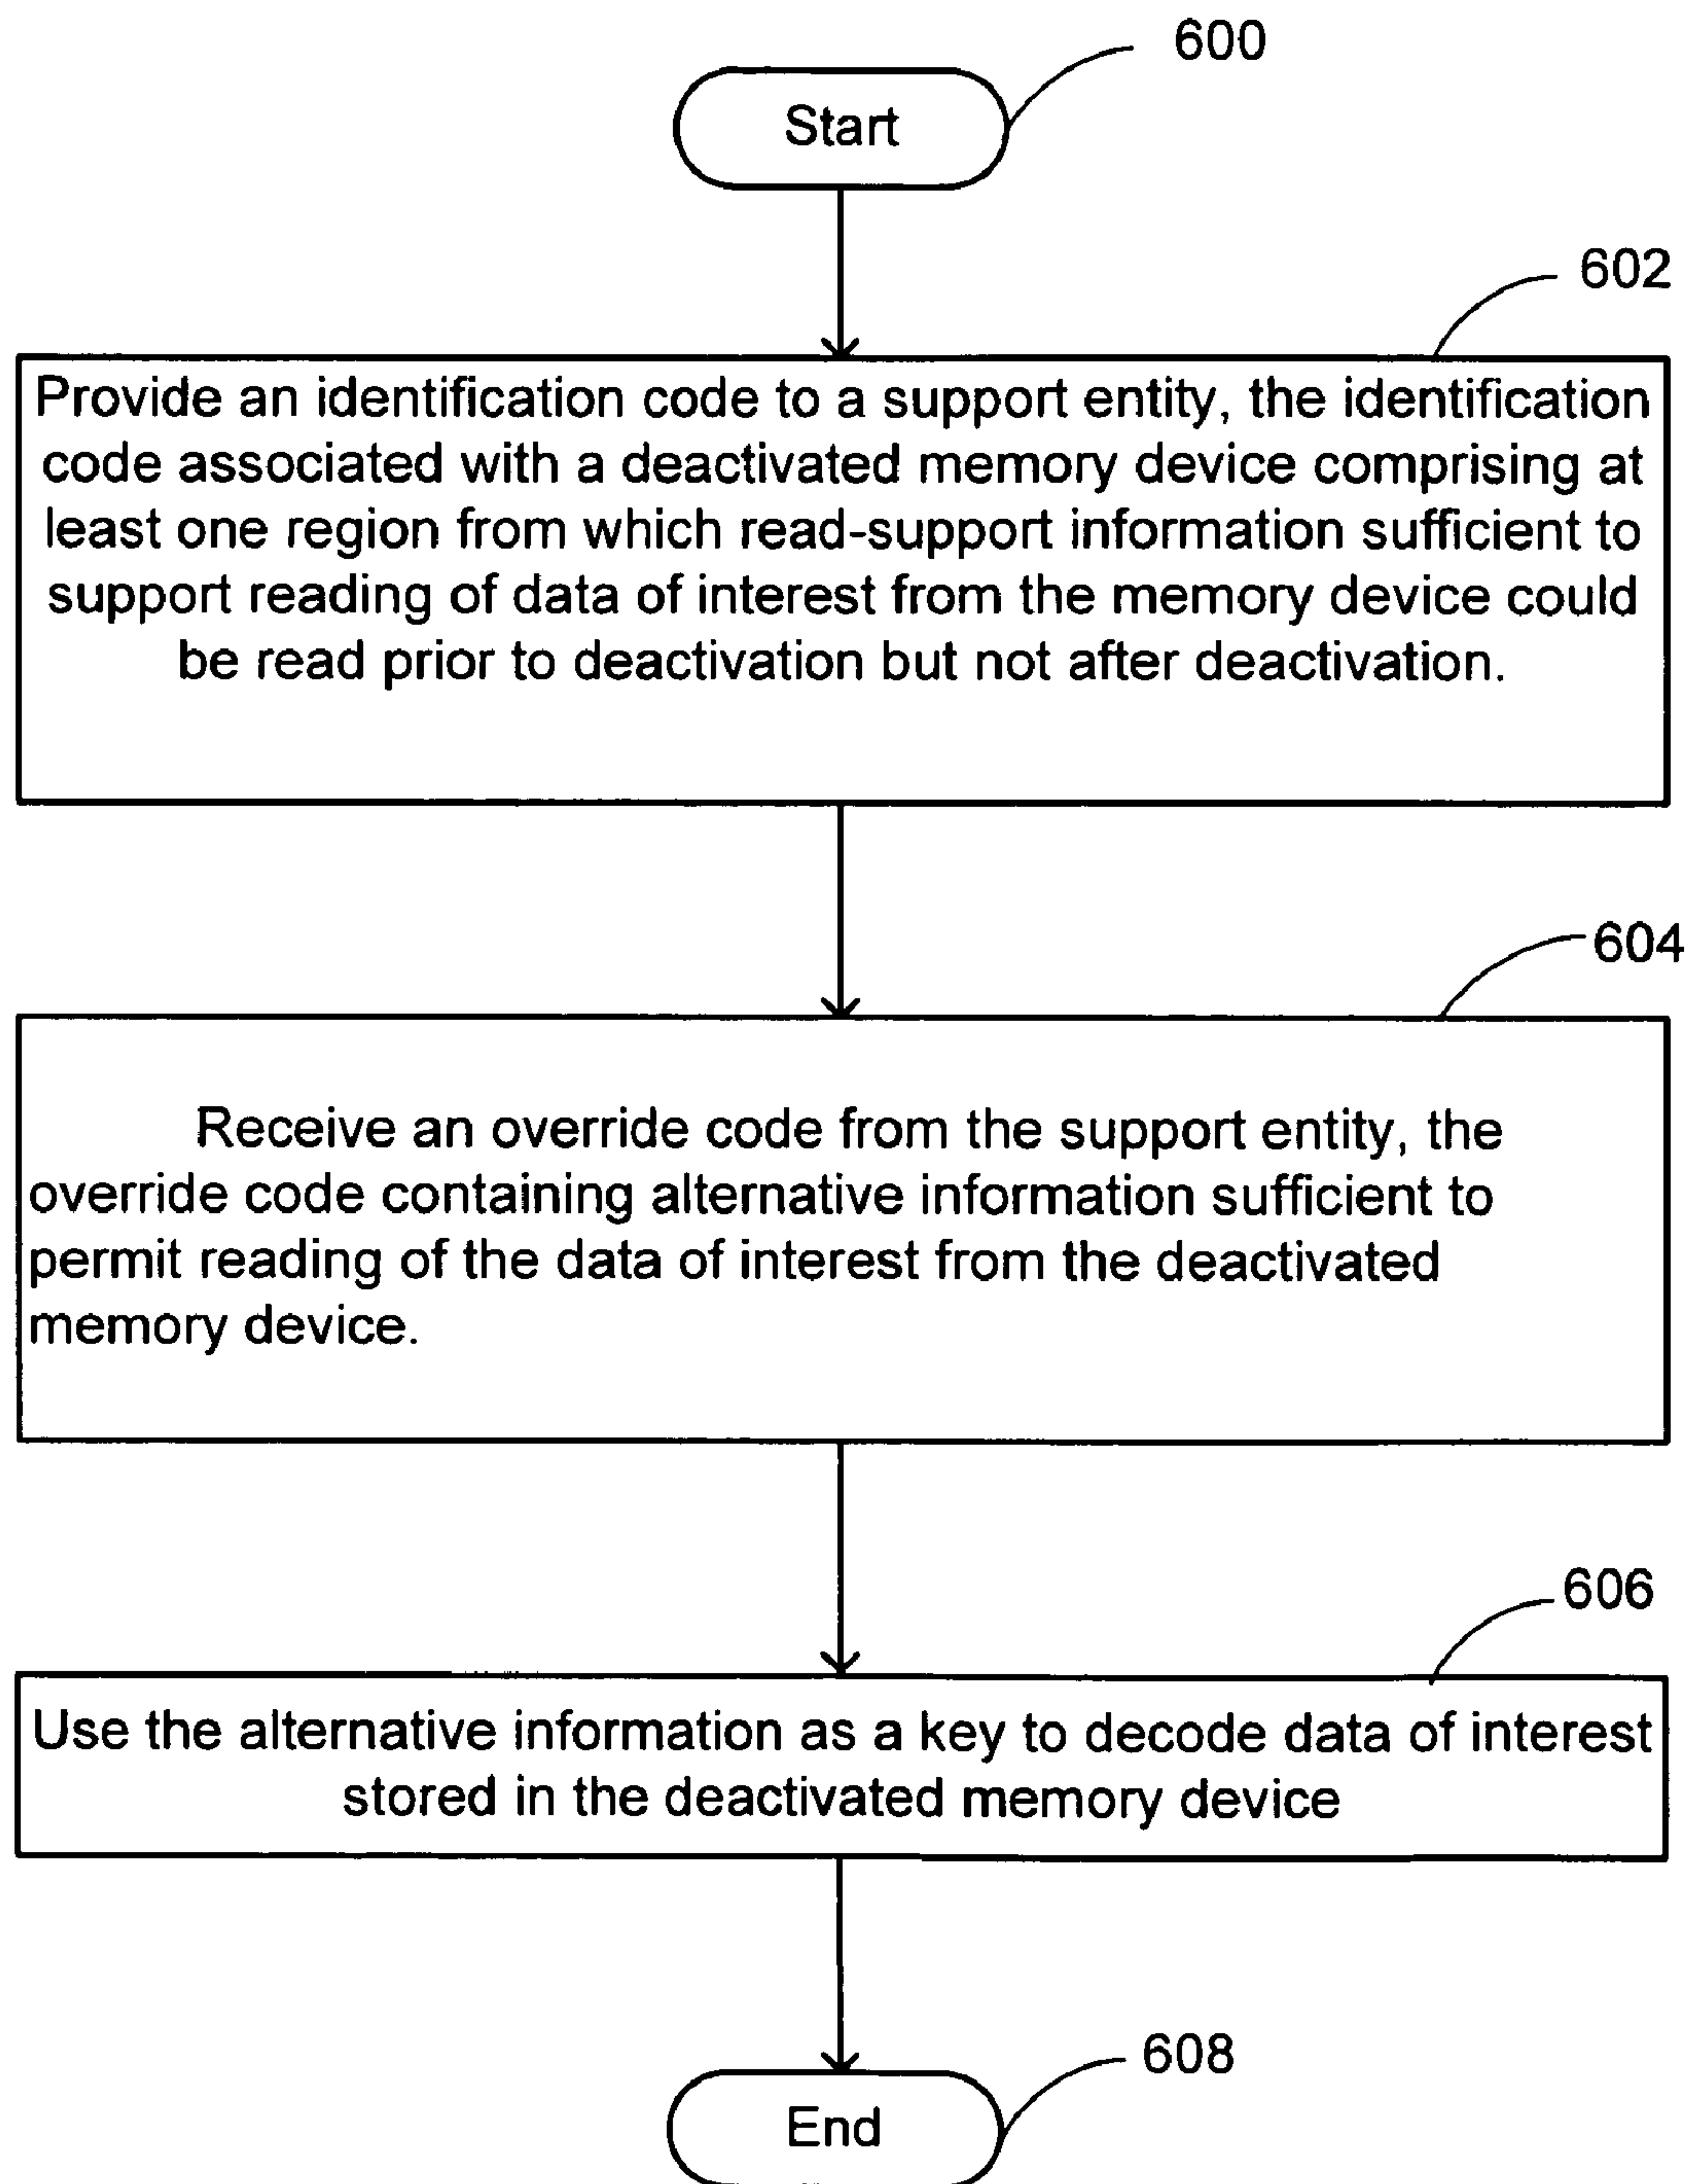 600
Start
602
Provide an identification code to a support entity, the identification
code associated with a deactivated memory device comprising at
least one region from which read-support information sufficient to
support reading of data of interest from the memory device could
be read prior to deactivation but not after deactivation.
604
Receive an override code from the support entity, the
override code containing alternative information sufficient to
permit reading of the data of interest from the deactivated
memory device.
606
Use the alternative information as a key to decode data of interest
stored in the deactivated memory device
608
End